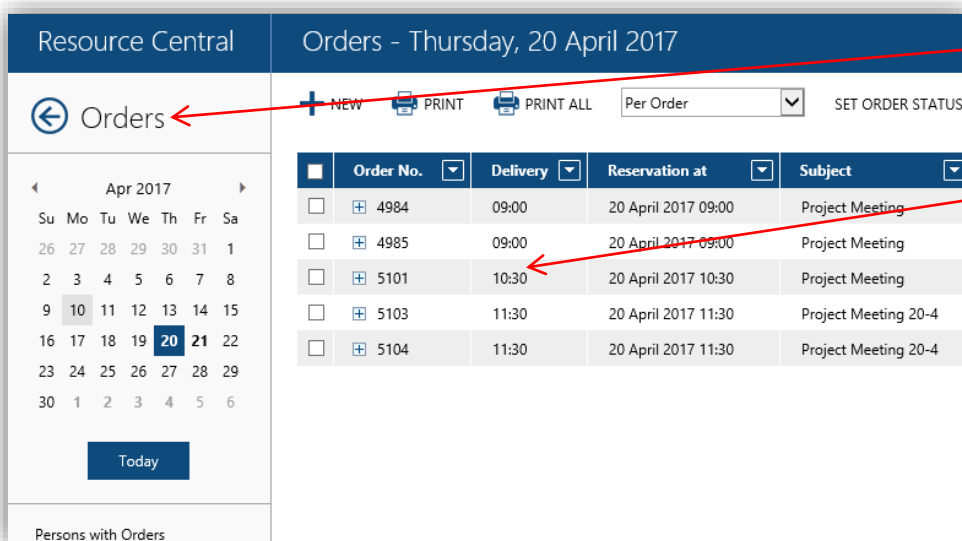 Resource Central
Orders - Thursday, 20 April 2017
Orders
NEW PRINT PRINT ALL Per Order SET ORDER STATUS
Apr 2017
Su Mo Tu We Th Fr Sa
26 27 28 29 30 31 1
2 3 4 5 6 7 8
9 10 11 12 13 14 15
16 17 18 19 20 21 22
23 24 25 26 27 28 29
30 1 2 3 4 5 6
Today
Persons with Orders
Order No. Delivery Reservation at Subject
4984 09:00 20 April 2017 09:00 Project Meeting
4985 09:00 20 April 2017 09:00 Project Meeting
5101 10:30 20 April 2017 10:30 Project Meeting
5103 11:30 20 April 2017 11:30 Project Meeting 20-4
5104 11:30 20 April 2017 11:30 Project Meeting 20-4